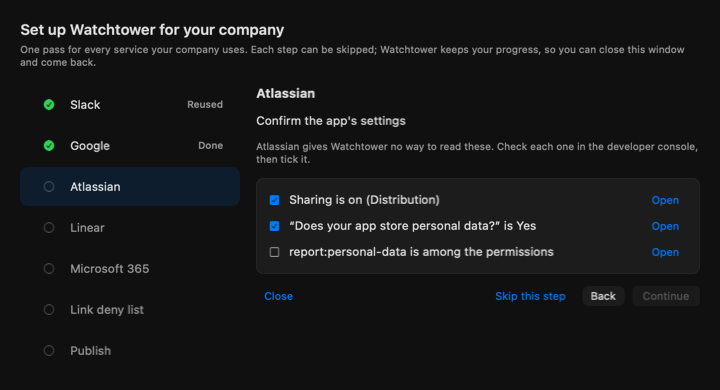 Set up Watchtower for your company
One pass for every service your company uses. Each step can be skipped; Watchtower keeps your progress, so you can close this window
and come back.
Slack Reused
Google Done
Atlassian
Linear
Microsoft 365
Link deny list
Publish
Atlassian
Confirm the app's settings
Atlassian gives Watchtower no way to read these. Check each one in the developer console,
then tick it.
Sharing is on (Distribution) Open
“Does your app store personal data?” is Yes Open
report:personal-data is among the permissions Open
Close Skip this step Back Continue